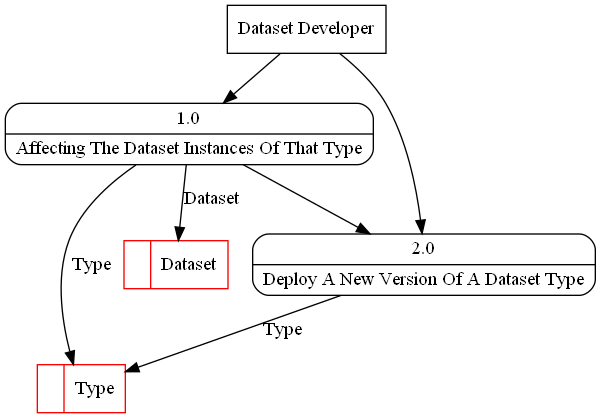 Dataset Developer
1.0
Affecting The Dataset Instances Of That Type
Dataset
2.0
Deploy A New Version Of A Dataset Type
Type
Dataset
Type
Type